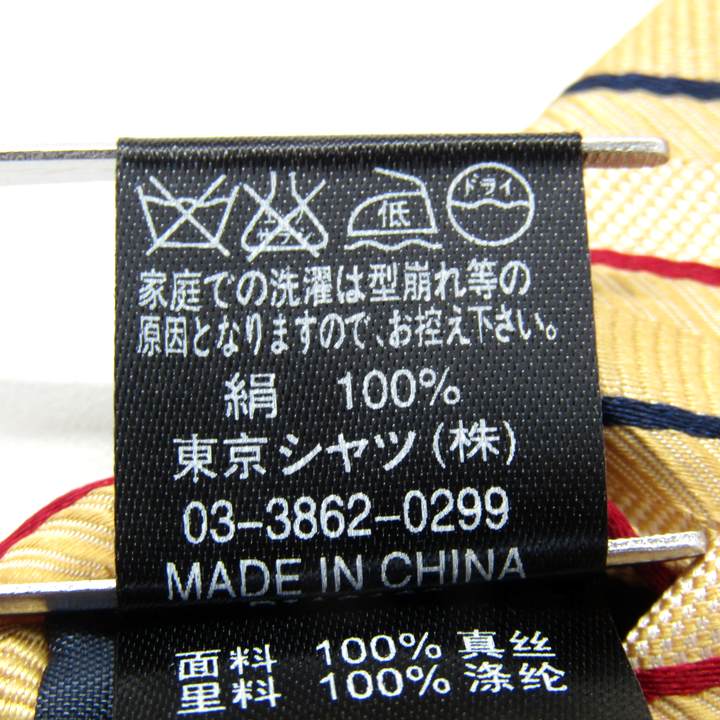 低 ドライ
家庭での洗濯は型崩れ等の
原因となりますので、お控え下さい。
絹 100%
東京シャツ(株)
03-3862-0299
MADE IN CHINA
面料 100% 真丝
里料 100% 涤纶